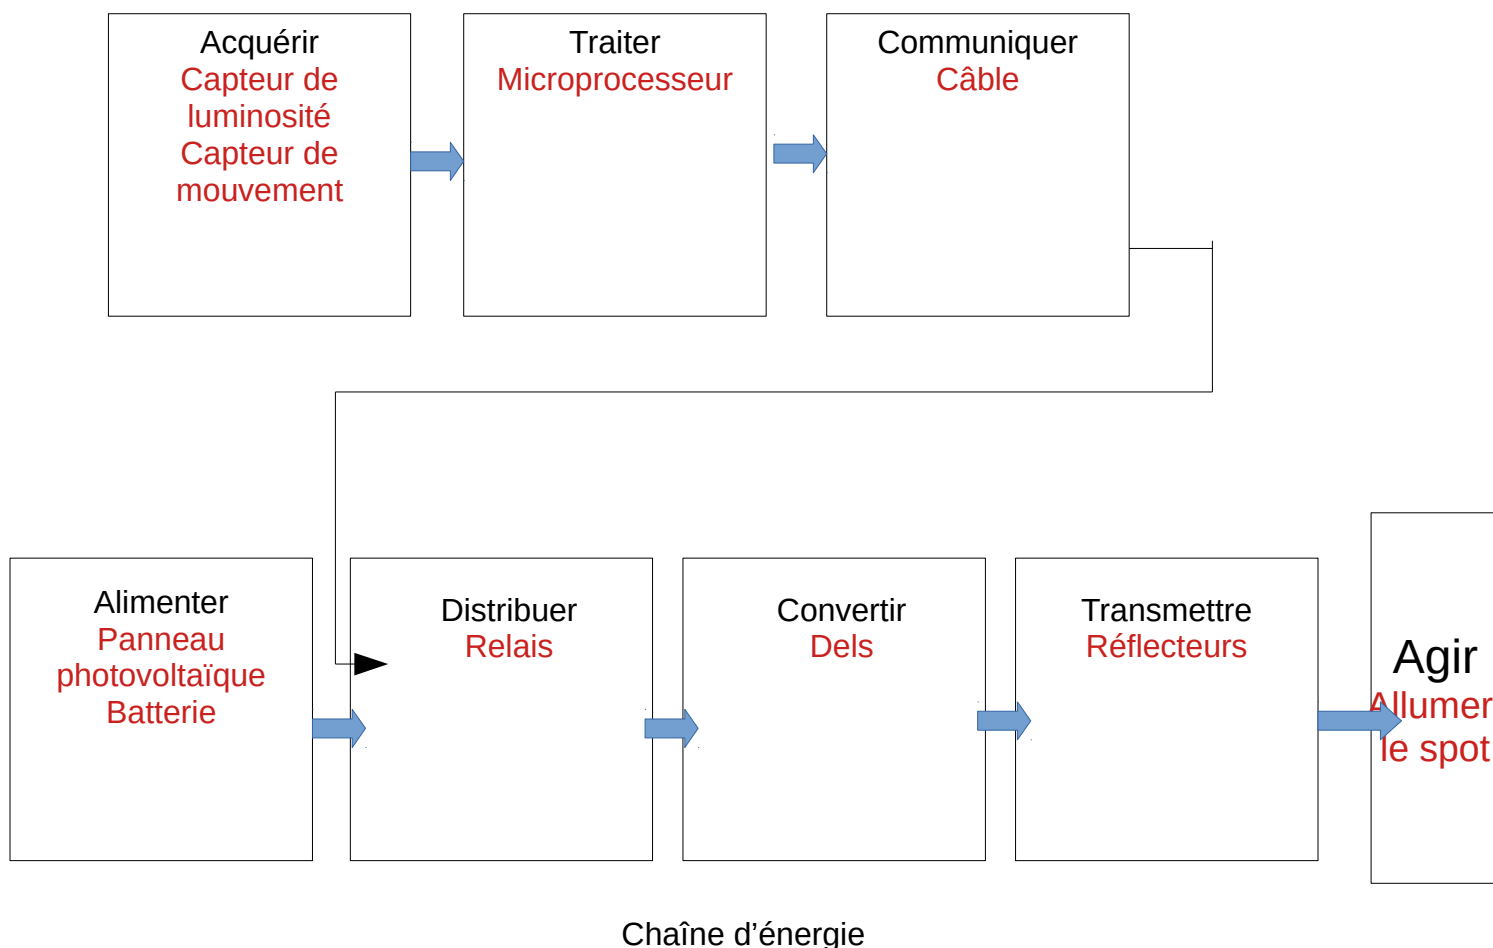 Acquérir
Capteur de
luminosité
Capteur de
mouvement
Traiter
Microprocesseur
Communiquer
Câble
Alimenter
Panneau
photovoltaïque
Batterie
Distribuer
Relais
Convertir
Dels
Transmettre
Réflecteurs
Agir
Allumer
le spot
Chaîne d’énergie